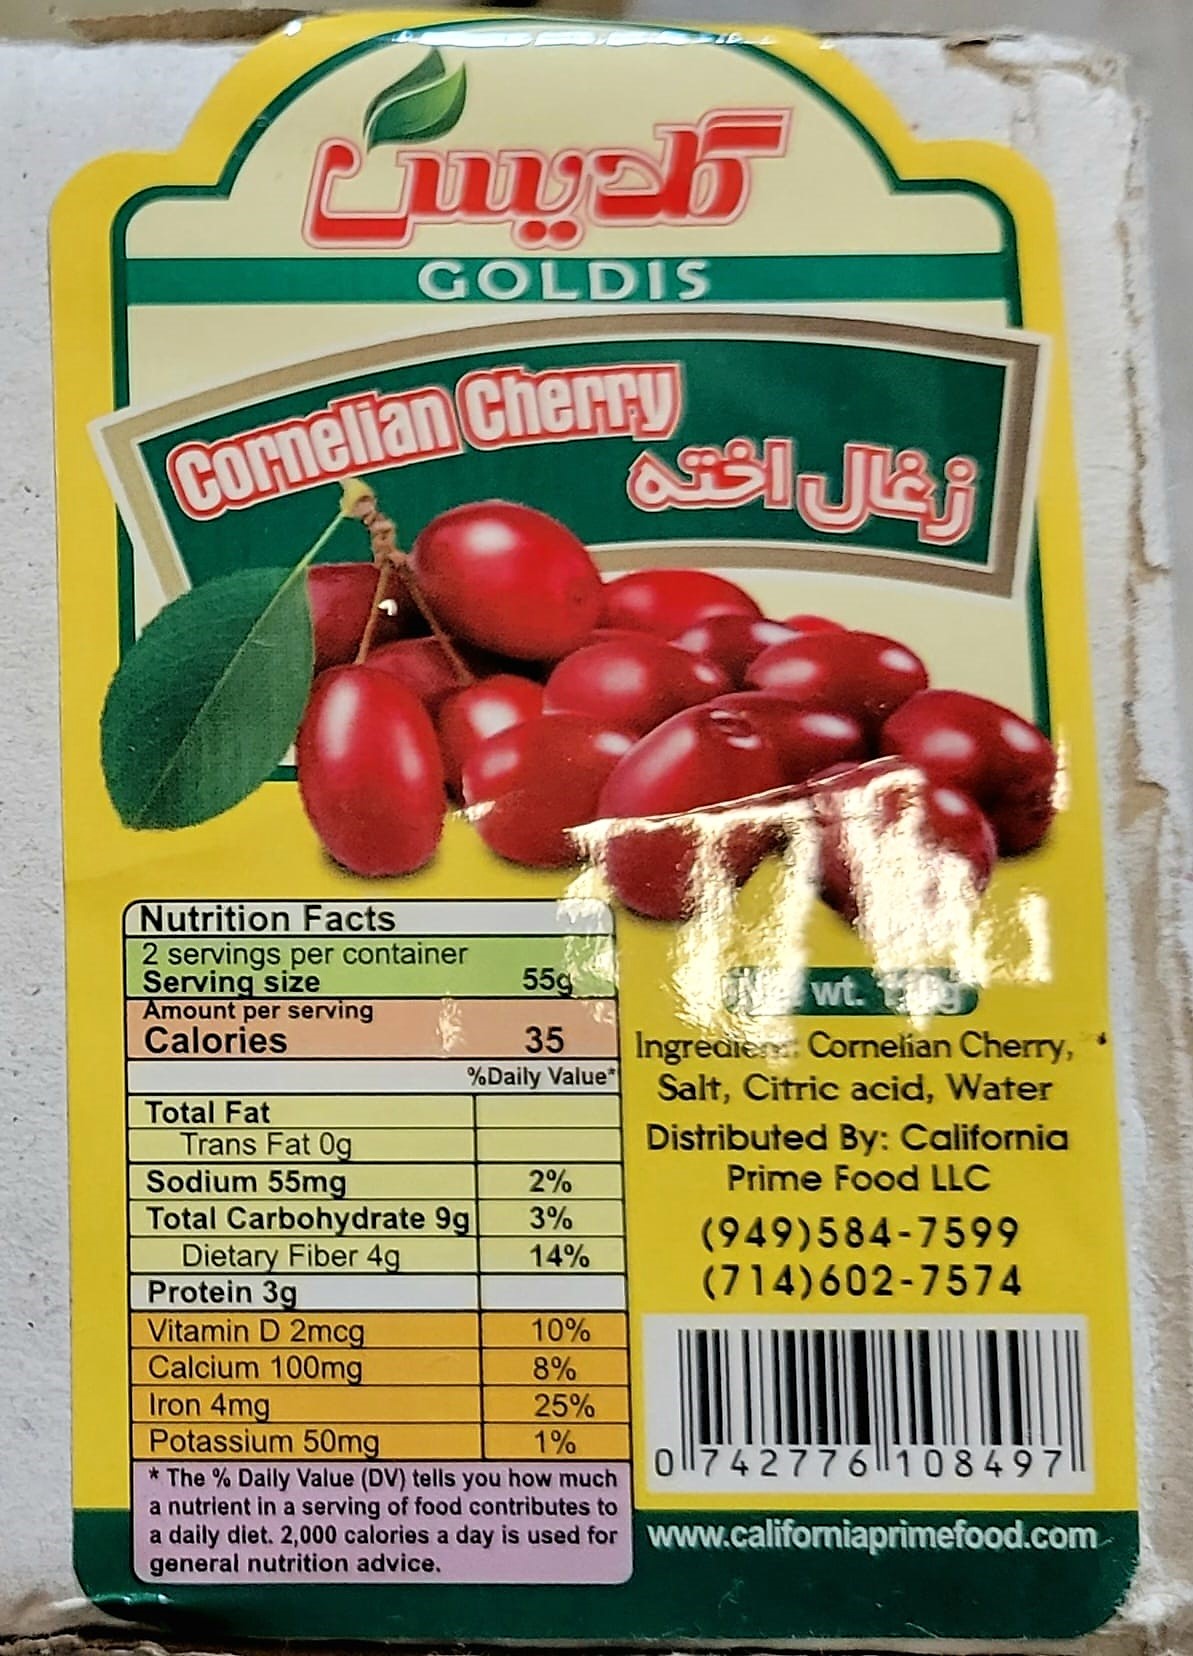 گلدیس
GOLDIS
Cornelian Cherry
زغال اخته
Nutrition Facts
2 servings per container
Serving size 55g
Amount per serving
Calories 35
%Daily Value*
Total Fat
Trans Fat 0g
Sodium 55mg 2%
Total Carbohydrate 9g 3%
Dietary Fiber 4g 14%
Protein 3g
Vitamin D 2mcg 10%
Calcium 100mg 8%
Iron 4mg 25%
Potassium 50mg 1%
* The % Daily Value (DV) tells you how much
a nutrient in a serving of food contributes to
a daily diet. 2,000 calories a day is used for
general nutrition advice.
wt.
Cornelian Cherry,
Salt, Citric acid, Water
Distributed By: California
Prime Food LLC
(949)584-7599
(714)602-7574
0 742776 108497
www.californiaprimefood.com